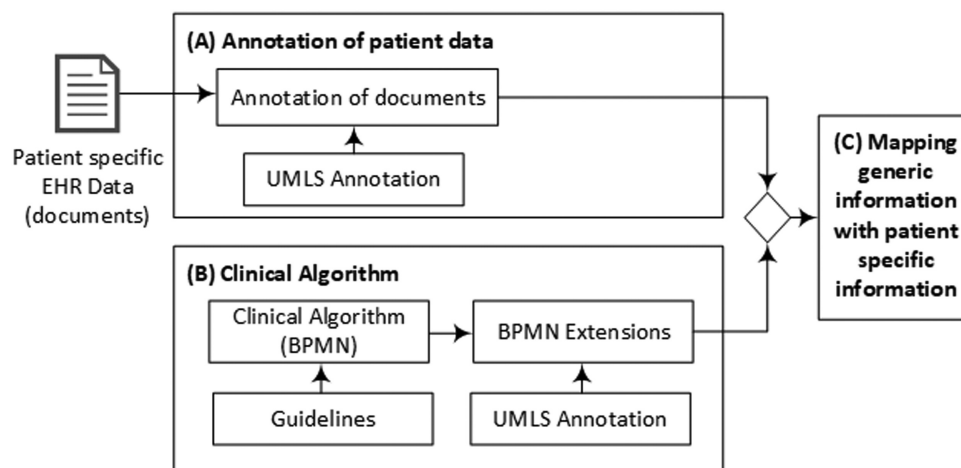 (A) Annotation of patient data
Annotation of documents
UMLS Annotation
Patient specific
EHR Data
(documents)
(B) Clinical Algorithm
Clinical Algorithm
(BPMN)
BPMN Extensions
Guidelines
UMLS Annotation
(C) Mapping
generic
information
with patient
specific
information